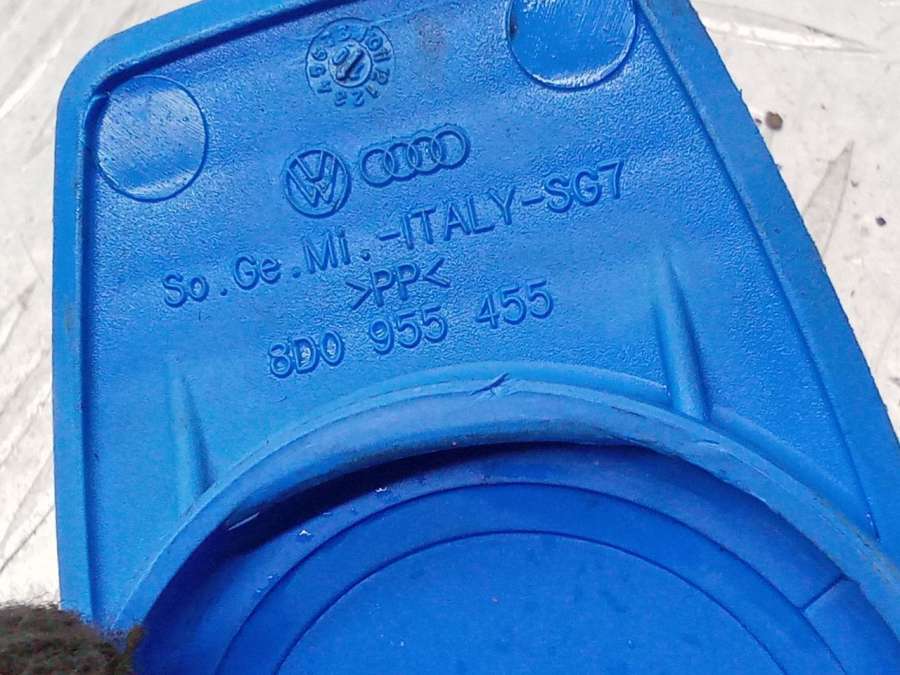 So.Ge.Mi.-ITALY-SG7
>PP<
8D0 955 455